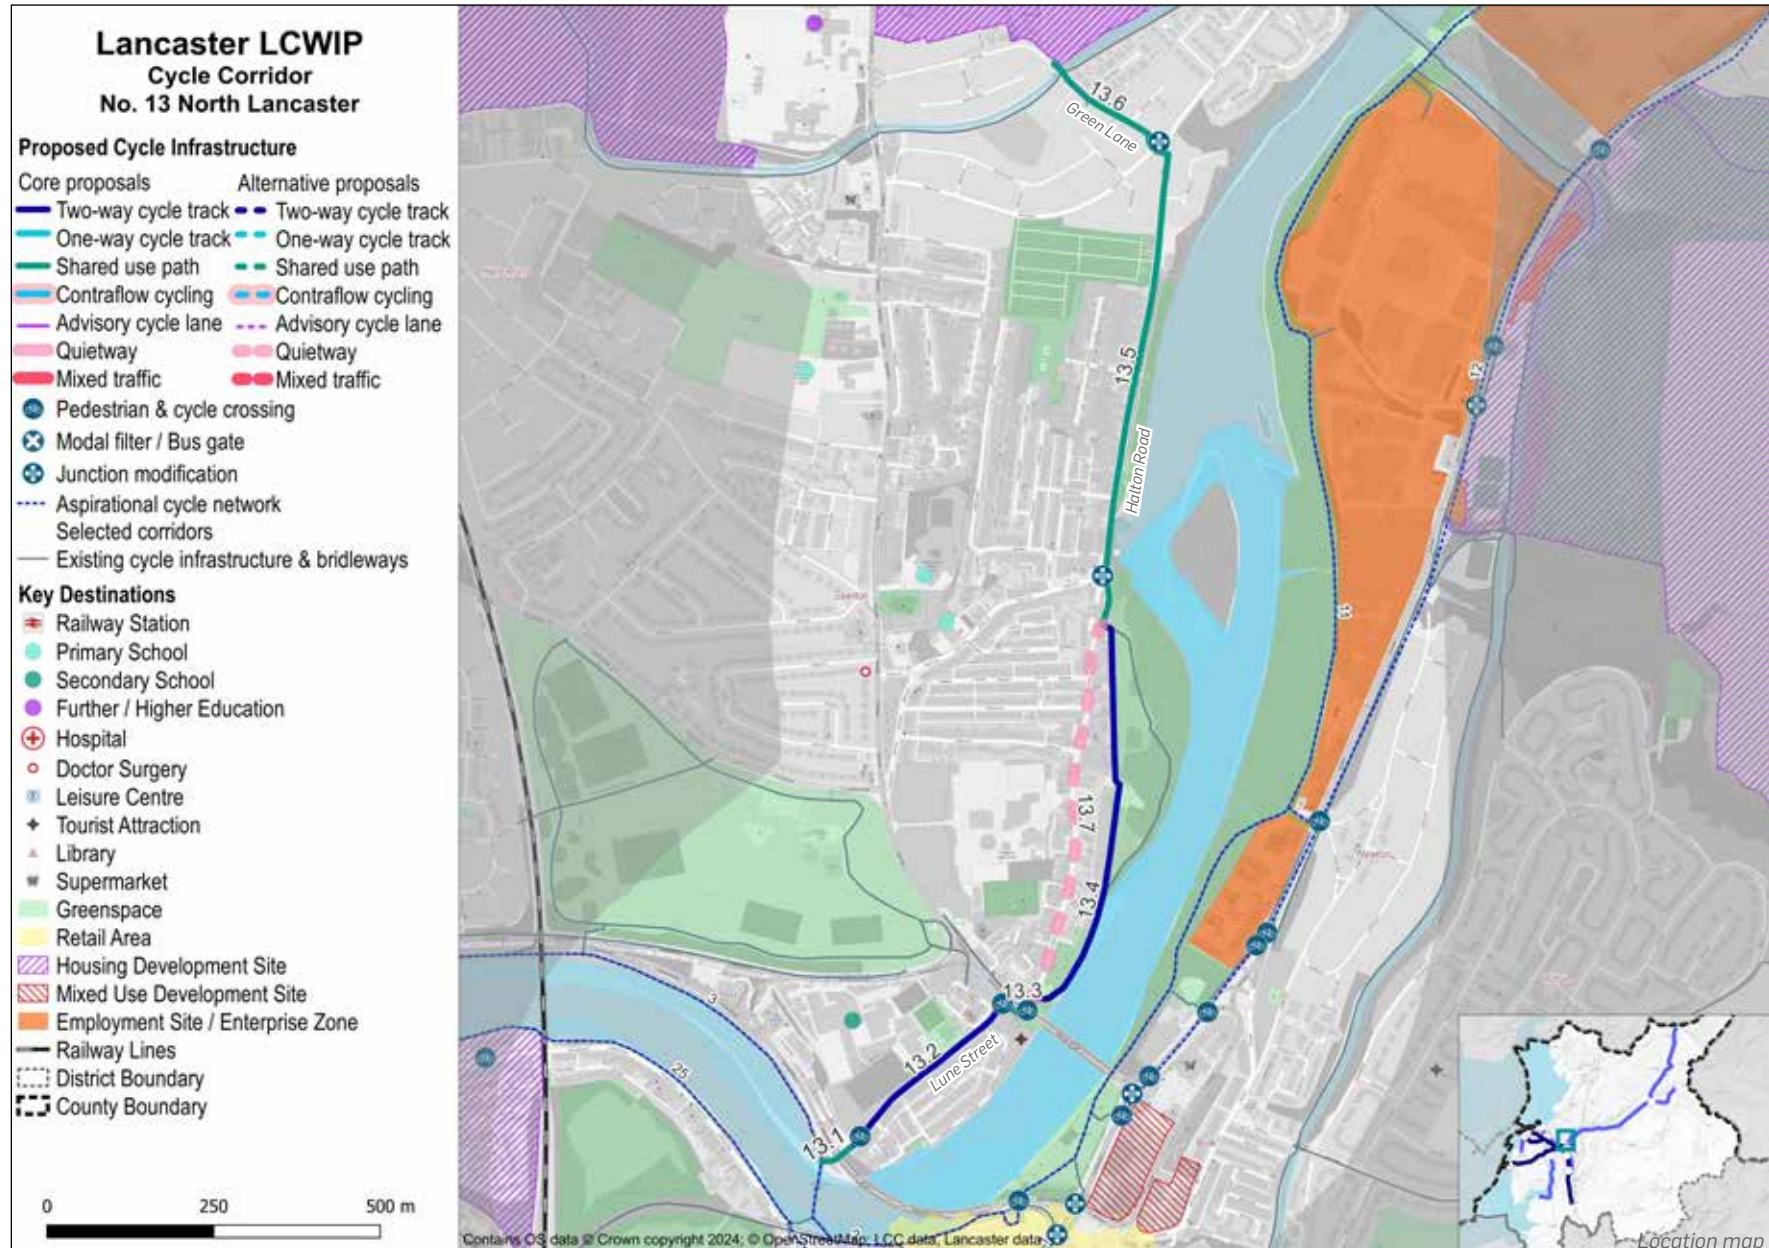 Lancaster LCWIP
Cycle Corridor
No. 13 North Lancaster
Proposed Cycle Infrastructure
Core proposals Alternative proposals
Two-way cycle track Two-way cycle track
One-way cycle track One-way cycle track
Shared use path Shared use path
Contraflow cycling Contraflow cycling
Advisory cycle lane Advisory cycle lane
Quietway Quietway
Mixed traffic Mixed traffic
Pedestrian & cycle crossing
Modal filter / Bus gate
Junction modification
Aspirational cycle network
Selected corridors
Existing cycle infrastructure & bridleways
Key Destinations
Railway Station
Primary School
Secondary School
Further / Higher Education
Hospital
Doctor Surgery
Leisure Centre
Tourist Attraction
Library
Supermarket
Greenspace
Retail Area
Housing Development Site
Mixed Use Development Site
Employment Site / Enterprise Zone
Railway Lines
District Boundary
County Boundary
0 250 500 m
13.6
Green Lane
13.5
Halton Road
12
11
13.7
13.4
13.3
13.2
Lune Street
13.1
3
25
Contains OS data © Crown copyright 2024; © OpenStreetMap; LCC data; Lancaster data
Location map